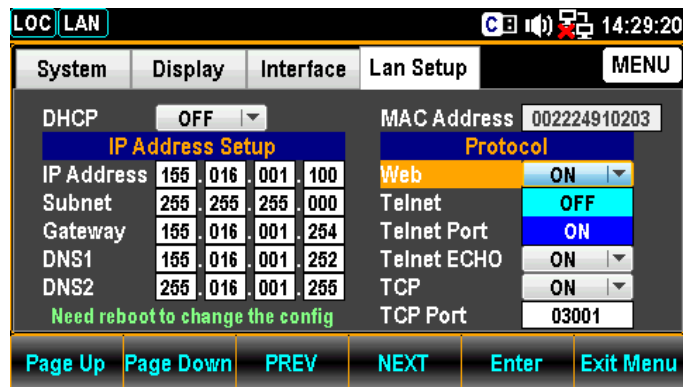 LOC LAN C 14:29:20
System Display Interface Lan Setup MENU
DHCP OFF
IP Address Setup
IP Address 155 . 016 . 001 . 100
Subnet 255 . 255 . 255 . 000
Gateway 155 . 016 . 001 . 254
DNS1 155 . 016 . 001 . 252
DNS2 255 . 016 . 001 . 255
Need reboot to change the config
MAC Address 002224910203
Protocol
Web ON
Telnet OFF
Telnet Port ON
Telnet ECHO ON
TCP ON
TCP Port 03001
Page Up Page Down PREV NEXT Enter Exit Menu